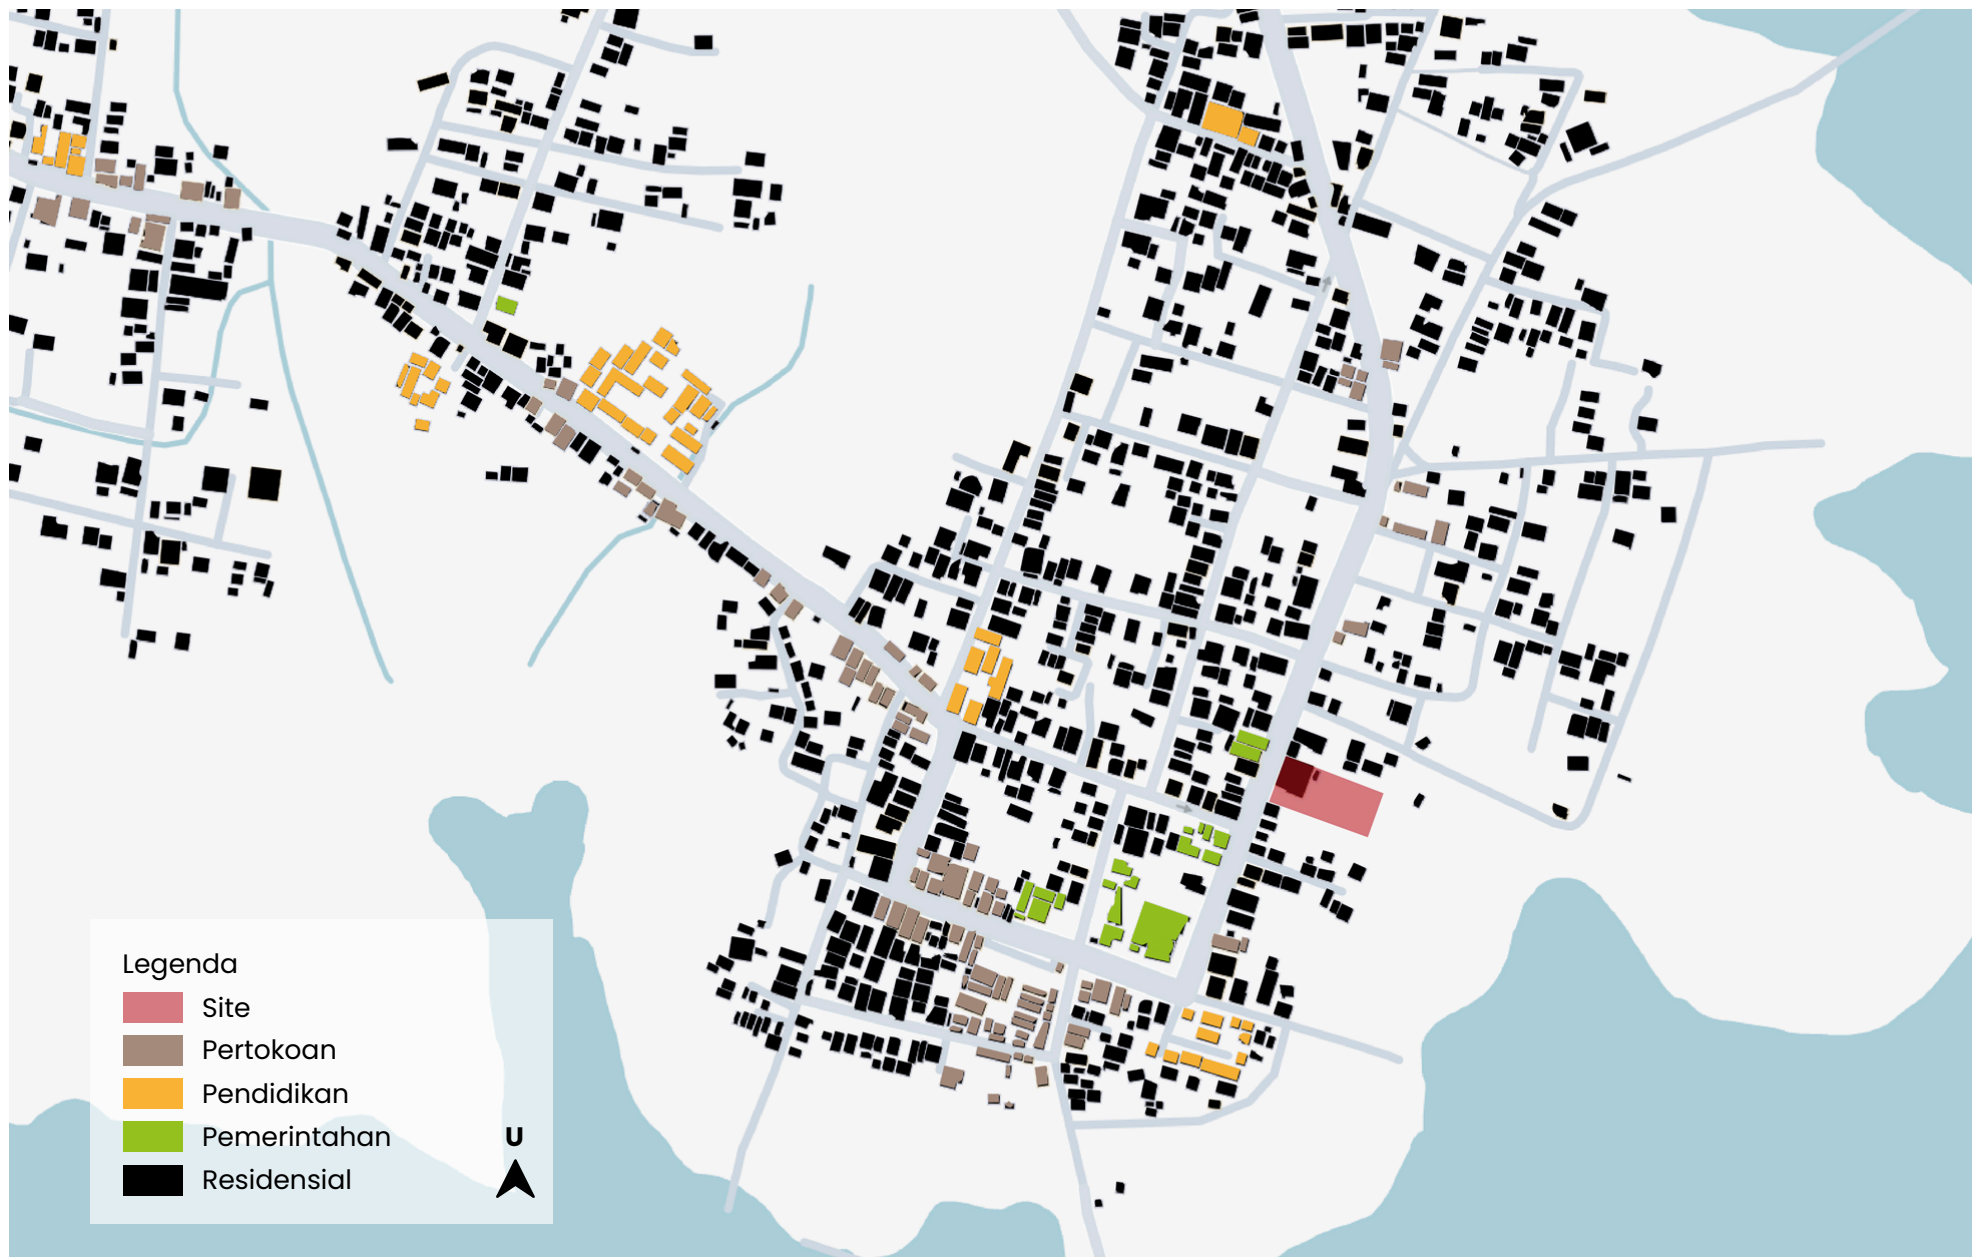 Legenda
Site
Pertokoan
Pendidikan
Pemerintahan
Residensial
U